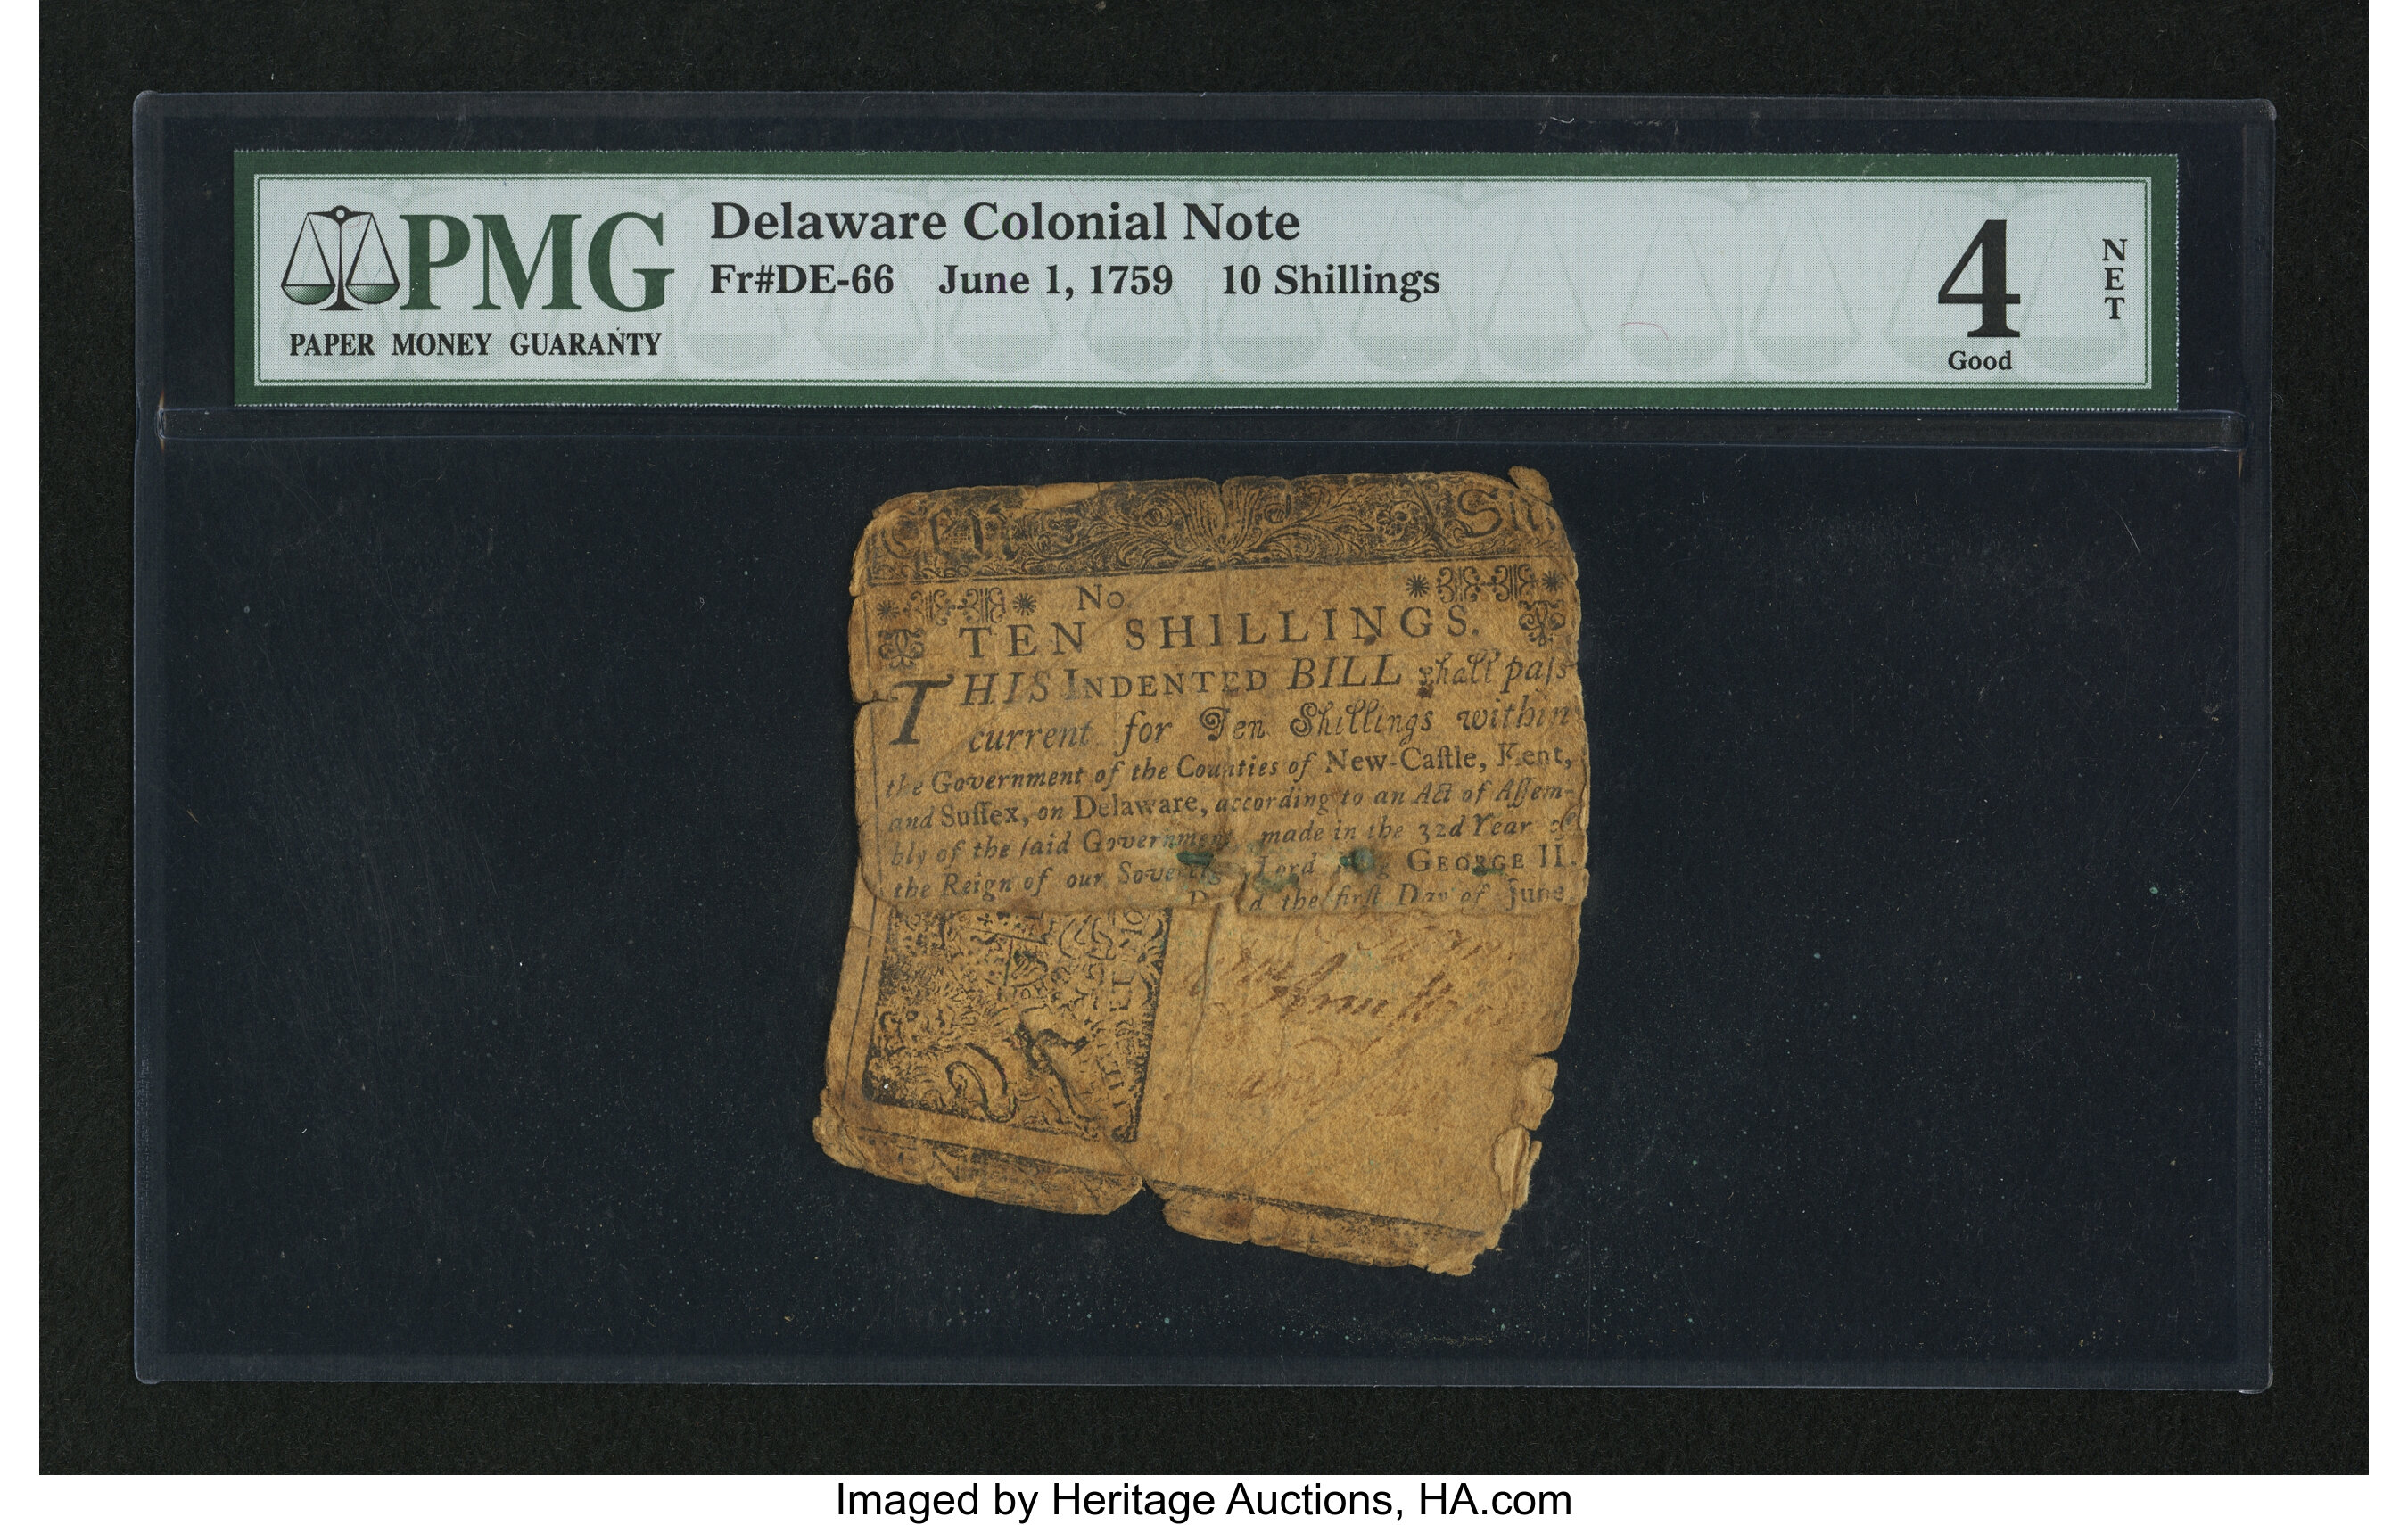 PMG
PAPER MONEY GUARANTY
Delaware Colonial Note
Fr#DE-66 June 1, 1759 10 Shillings
4
Good
NET
No
TEN SHILLINGS.
THIS INDENTED BILL shall paſs
current for Ten Shillings within
the Government of the Counties of New-Caſtle, Kent,
and Suſſex, on Delaware, according to an Act of Aſſem-
bly of the ſaid Government, made in the 32d Year of
the Reign of our Lord GEORGE II.
the firſt Day of June,
Imaged by Heritage Auctions, HA.com